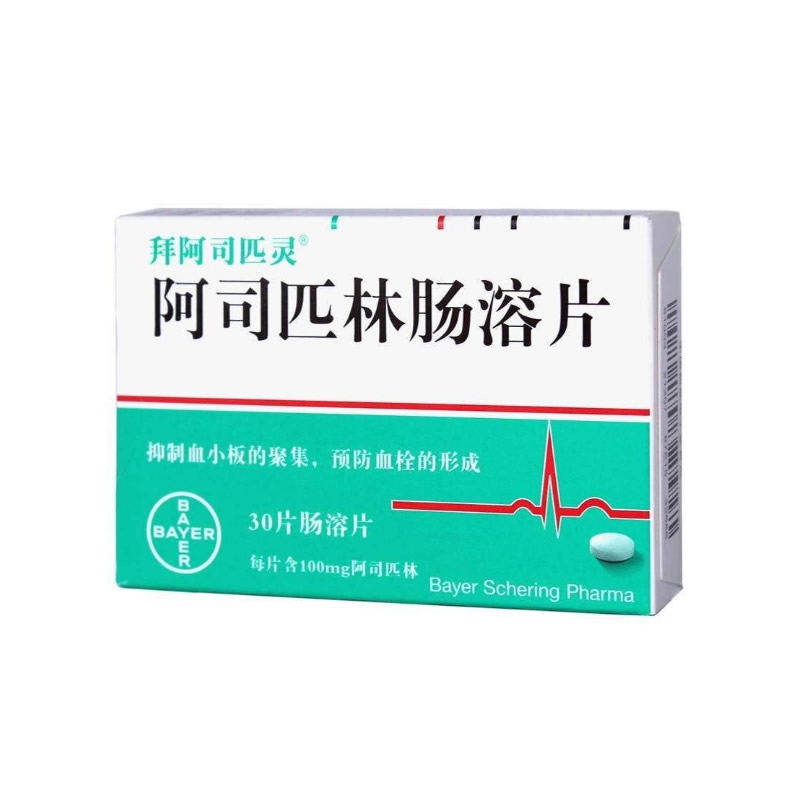 拜阿司匹灵®
阿司匹林肠溶片
抑制血小板的聚集，预防血栓的形成
BAYER
BAYER
30片肠溶片
每片含100mg阿司匹林
Bayer Schering Pharma